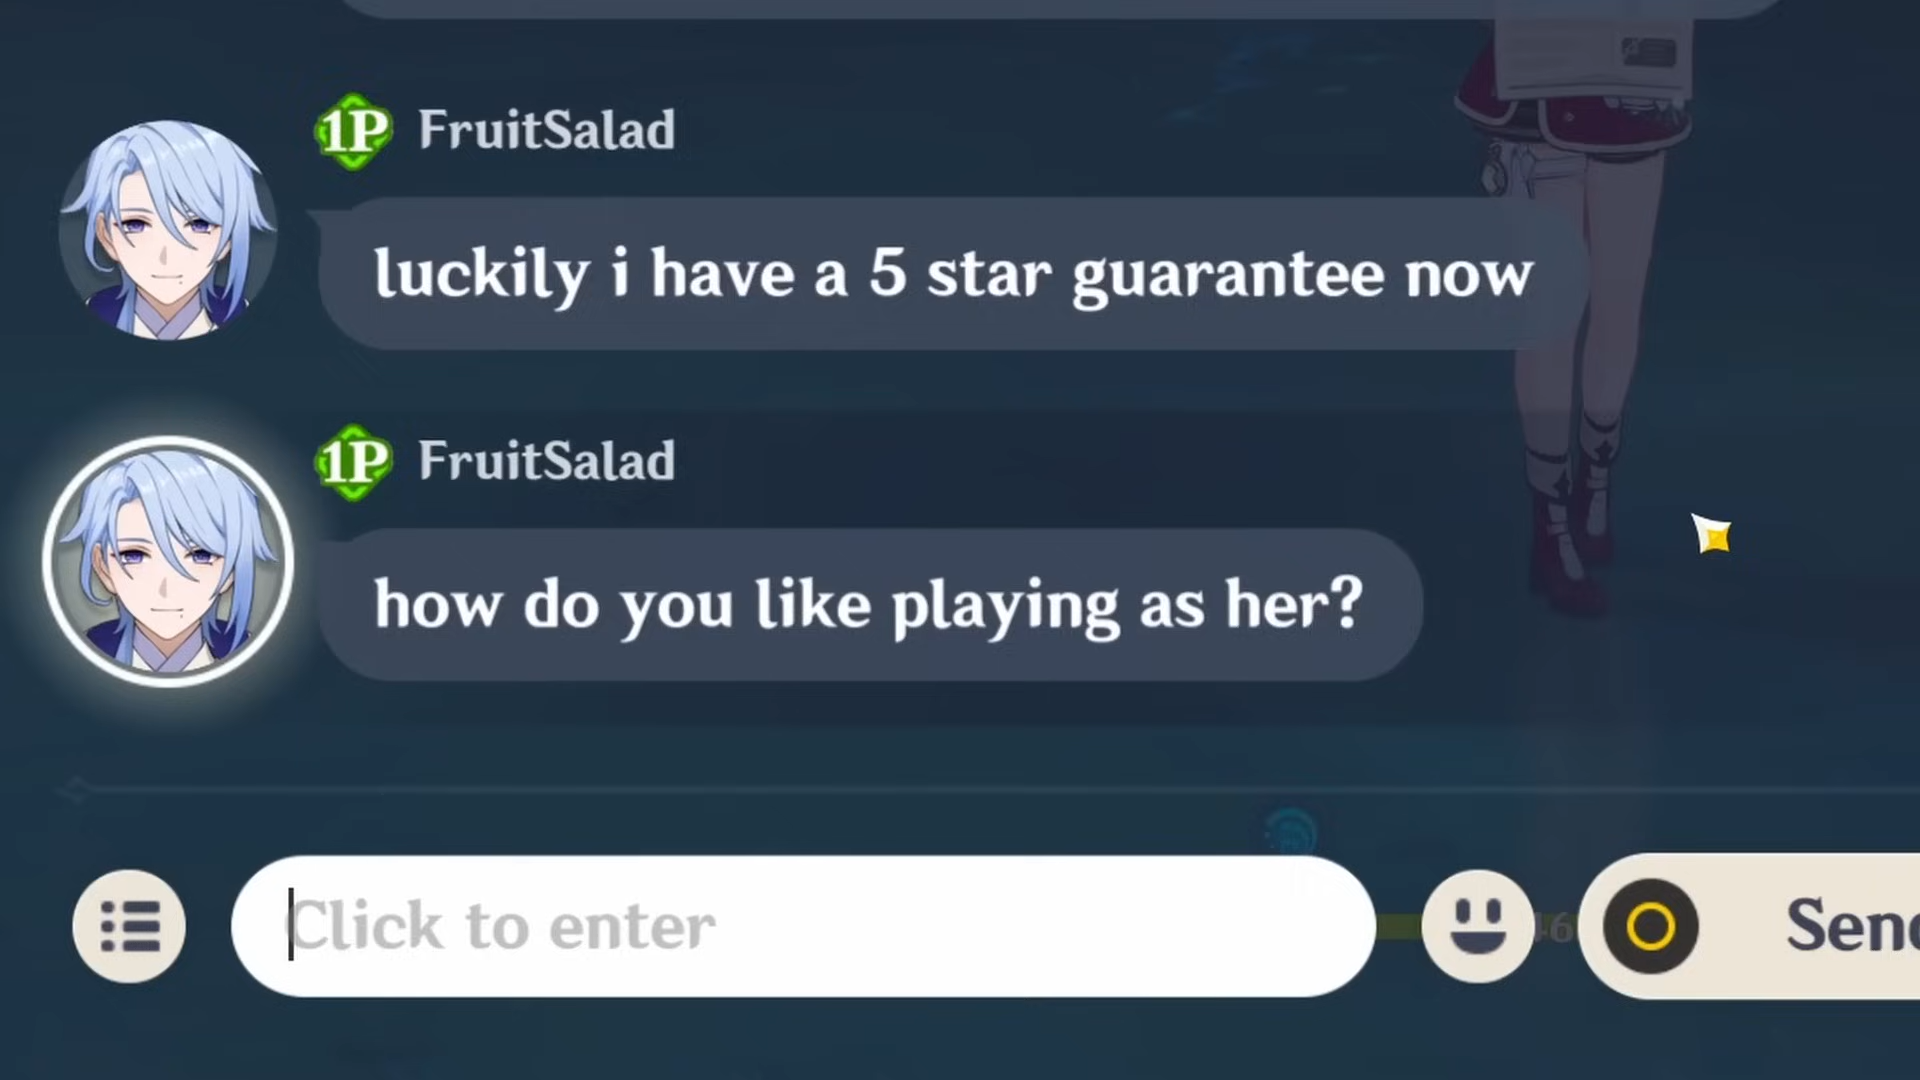 1P FruitSalad
luckily i have a 5 star guarantee now
1P FruitSalad
how do you like playing as her?
Click to enter
Send